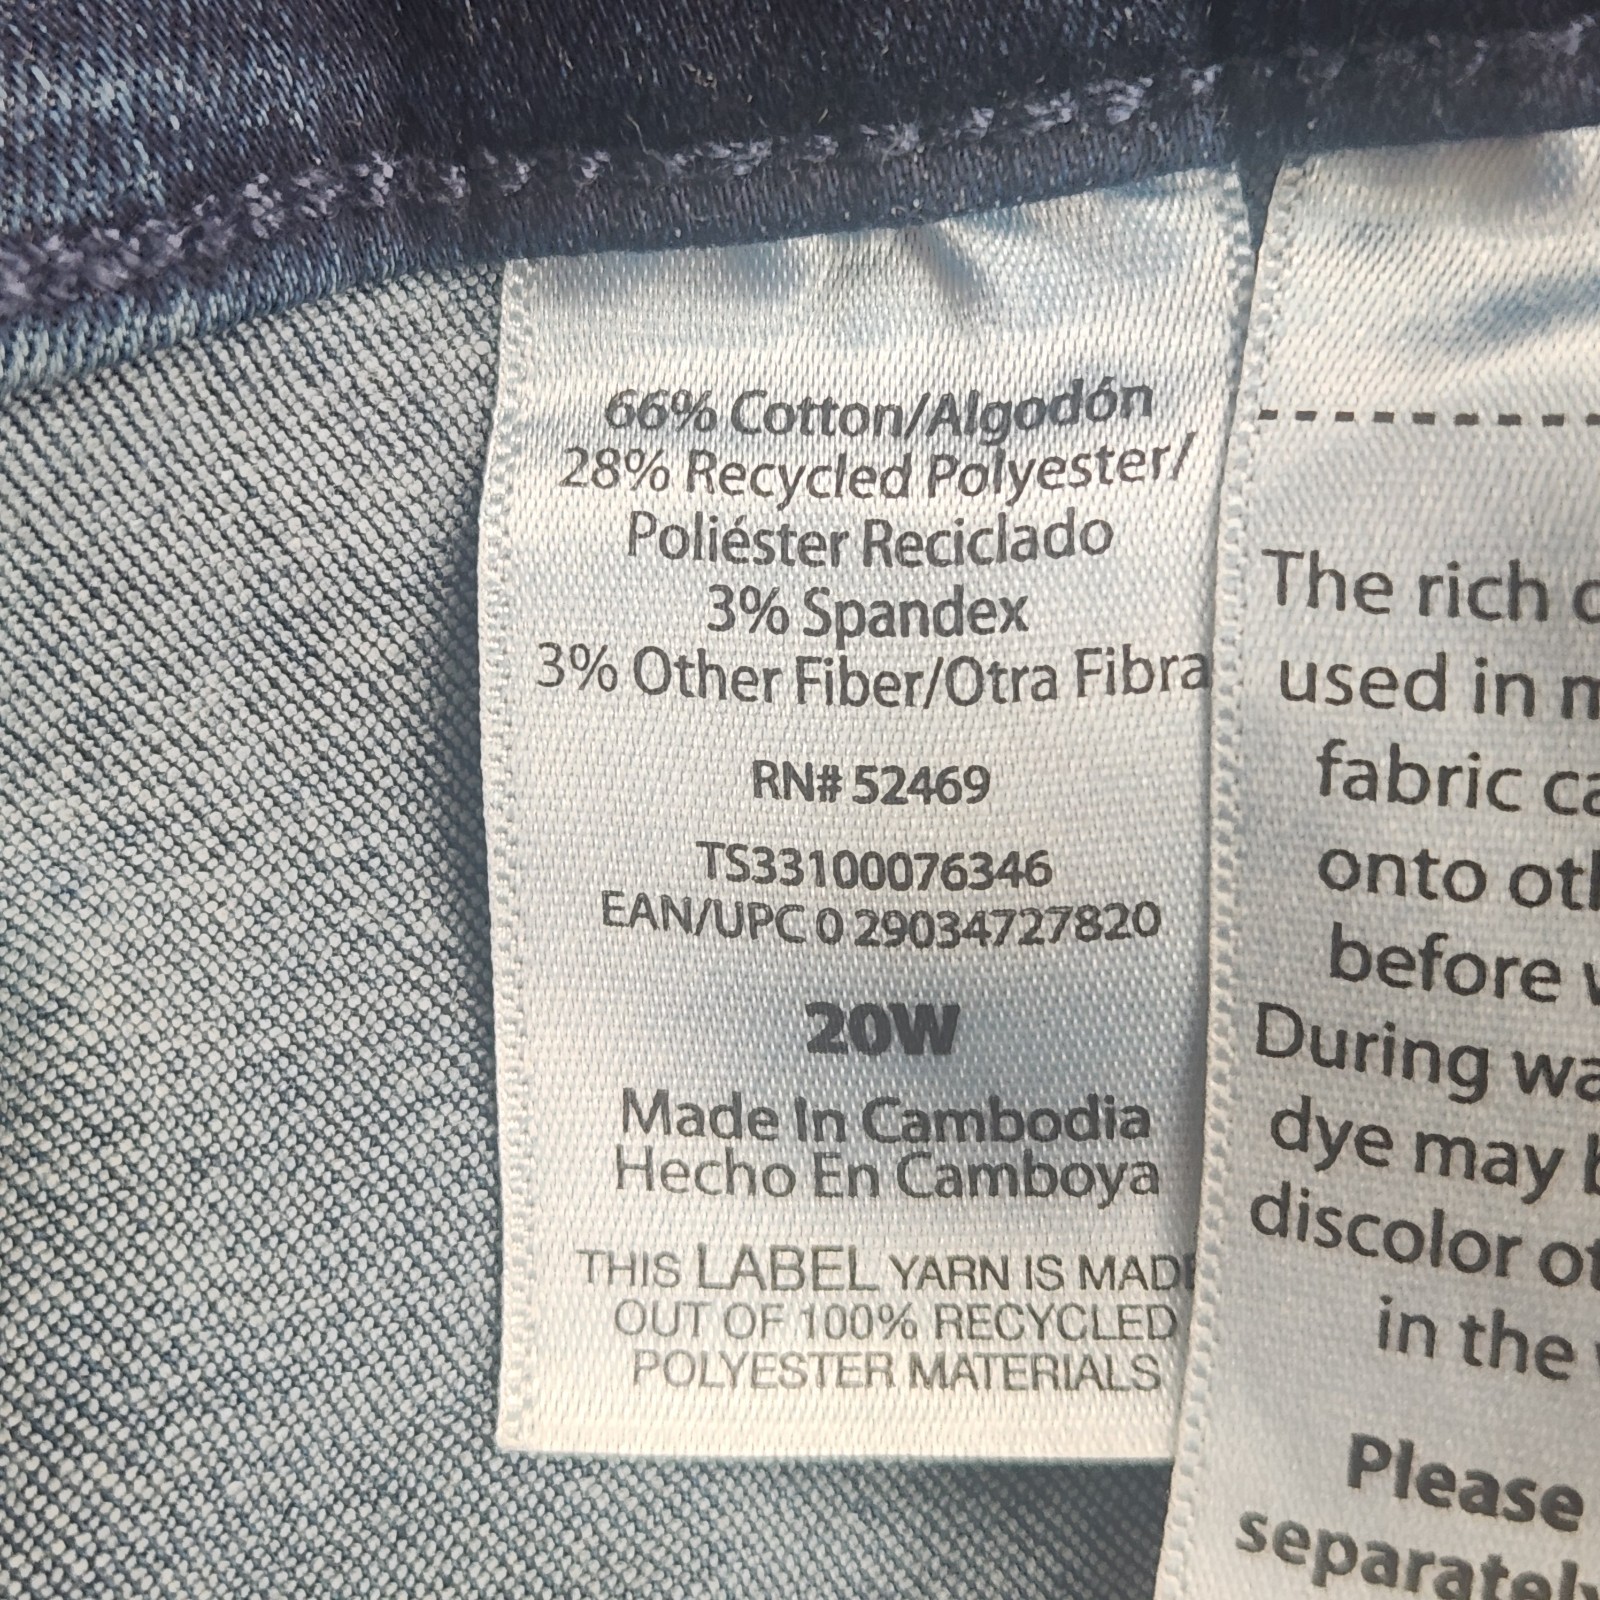 66% Cotton/Algodón
28% Recycled Polyester/
Poliéster Reciclado
3% Spandex
3% Other Fiber/Otra Fibra
RN# 52469
TS33100076346
EAN/UPC 0 29034727820
20W
Made In Cambodia
Hecho En Camboya
THIS LABEL YARN IS MADE
OUT OF 100% RECYCLED
POLYESTER MATERIALS
The rich
used in
fabric
onto
before
During
dye may
discolor
in the
Please
separately